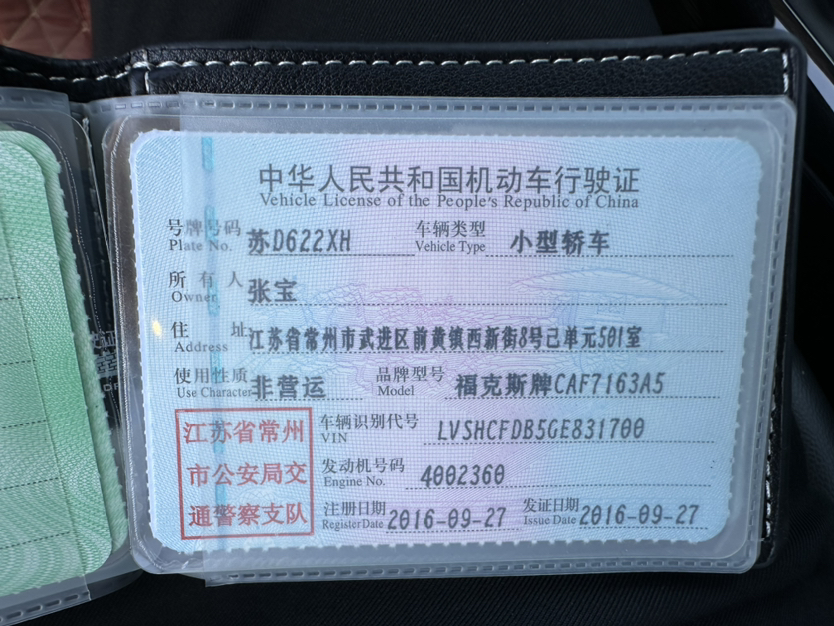 中华人民共和国机动车行驶证
Vehicle License of the People's Republic of China
号牌号码 苏D622XH 车辆类型 小型轿车
Plate No. Vehicle Type
所有人 张宝
Owner
住址 江苏省常州市武进区前黄镇西新街8号己单元501室
Address
使用性质 非营运 品牌型号 福克斯牌CAF7163A5
Use Character Model
江苏省常州 车辆识别代号 LVSHCFDB5GE831700
VIN
市公安局交 发动机号码 4002360
Engine No.
通警察支队 注册日期 2016-09-27 发证日期 2016-09-27
Register Date Issue Date